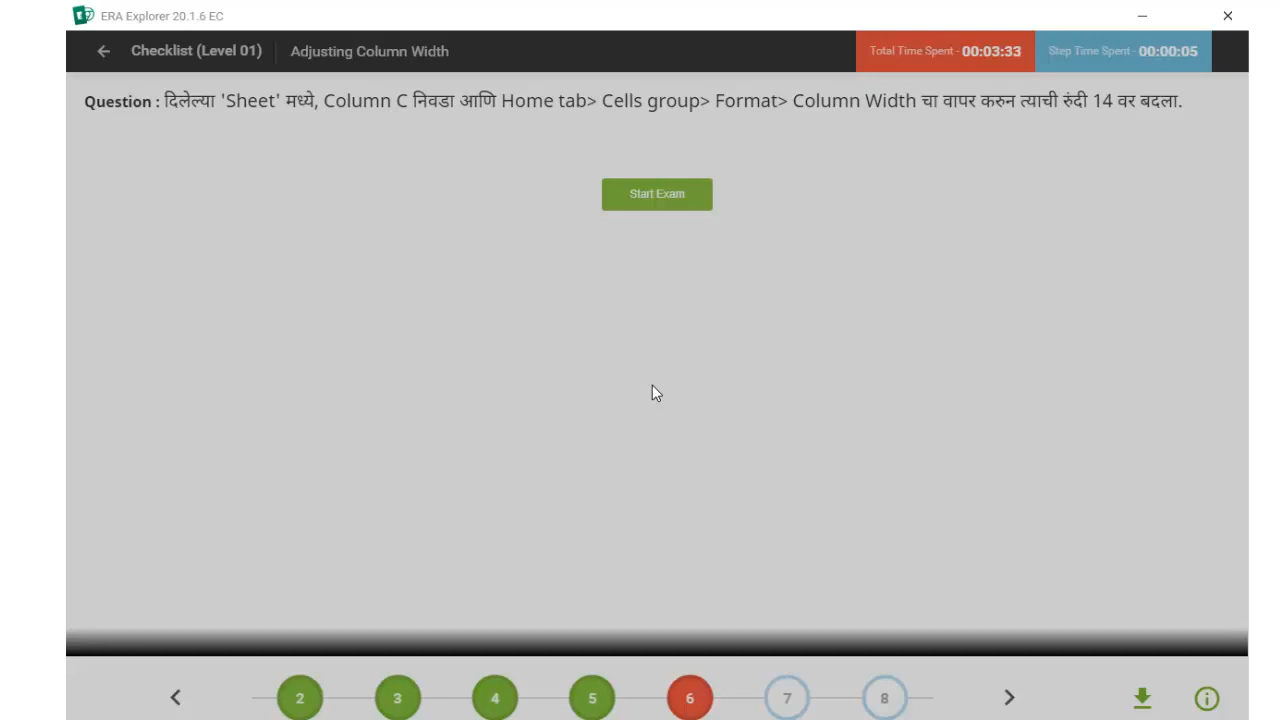 ERA Explorer 20.1.6 EC
Checklist (Level 01) Adjusting Column Width Total Time Spent - 00:03:33 Step Time Spent - 00:00:05
Question : दिलेल्या 'Sheet' मध्ये, Column C निवडा आणि Home tab> Cells group> Format> Column Width चा वापर करुन त्याची रुंदी 14 वर बदला.
Start Exam
2 3 4 5 6 7 8